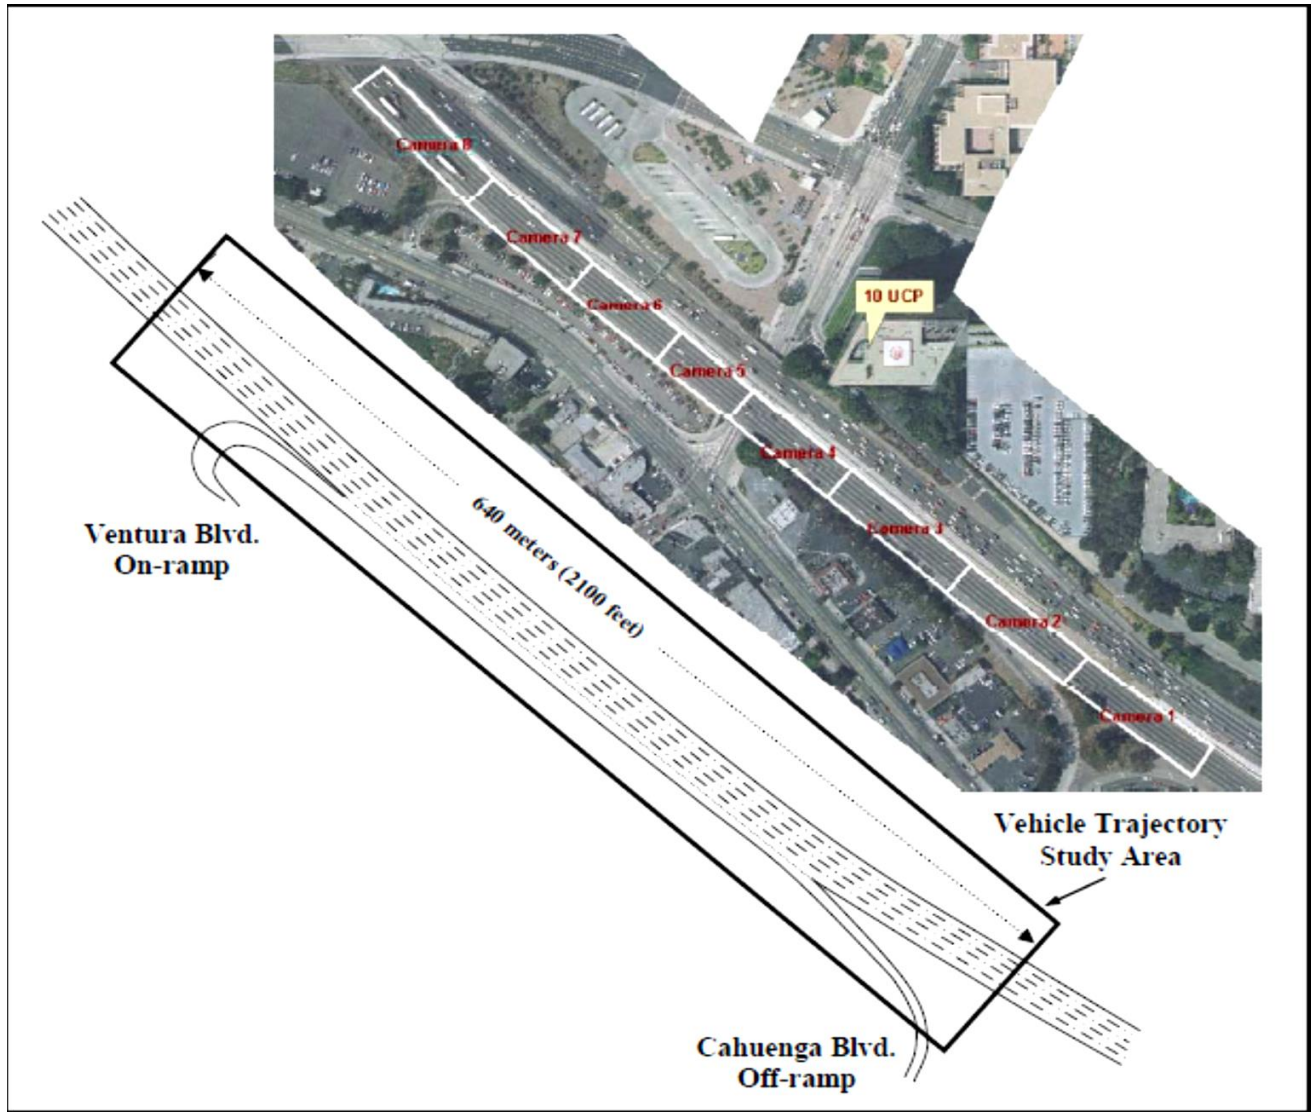 Camera 8
Camera 7
Camera 6
10 UCP
Camera 5
Camera 4
Camera 3
Camera 2
Camera 1
640 meters (2100 feet)
Ventura Blvd.
On-ramp
Vehicle Trajectory
Study Area
Cahuenga Blvd.
Off-ramp